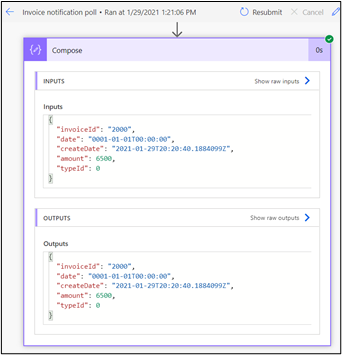 Invoice notification poll • Ran at 1/29/2021 1:21:06 PM Resubmit Cancel
Compose 0s
INPUTS Show raw inputs
Inputs
{
"invoiceId": "2000",
"date": "0001-01-01T00:00:00",
"createDate": "2021-01-29T20:20:40.1884099Z",
"amount": 6500,
"typeId": 0
}
OUTPUTS Show raw outputs
Outputs
{
"invoiceId": "2000",
"date": "0001-01-01T00:00:00",
"createDate": "2021-01-29T20:20:40.1884099Z",
"amount": 6500,
"typeId": 0
}